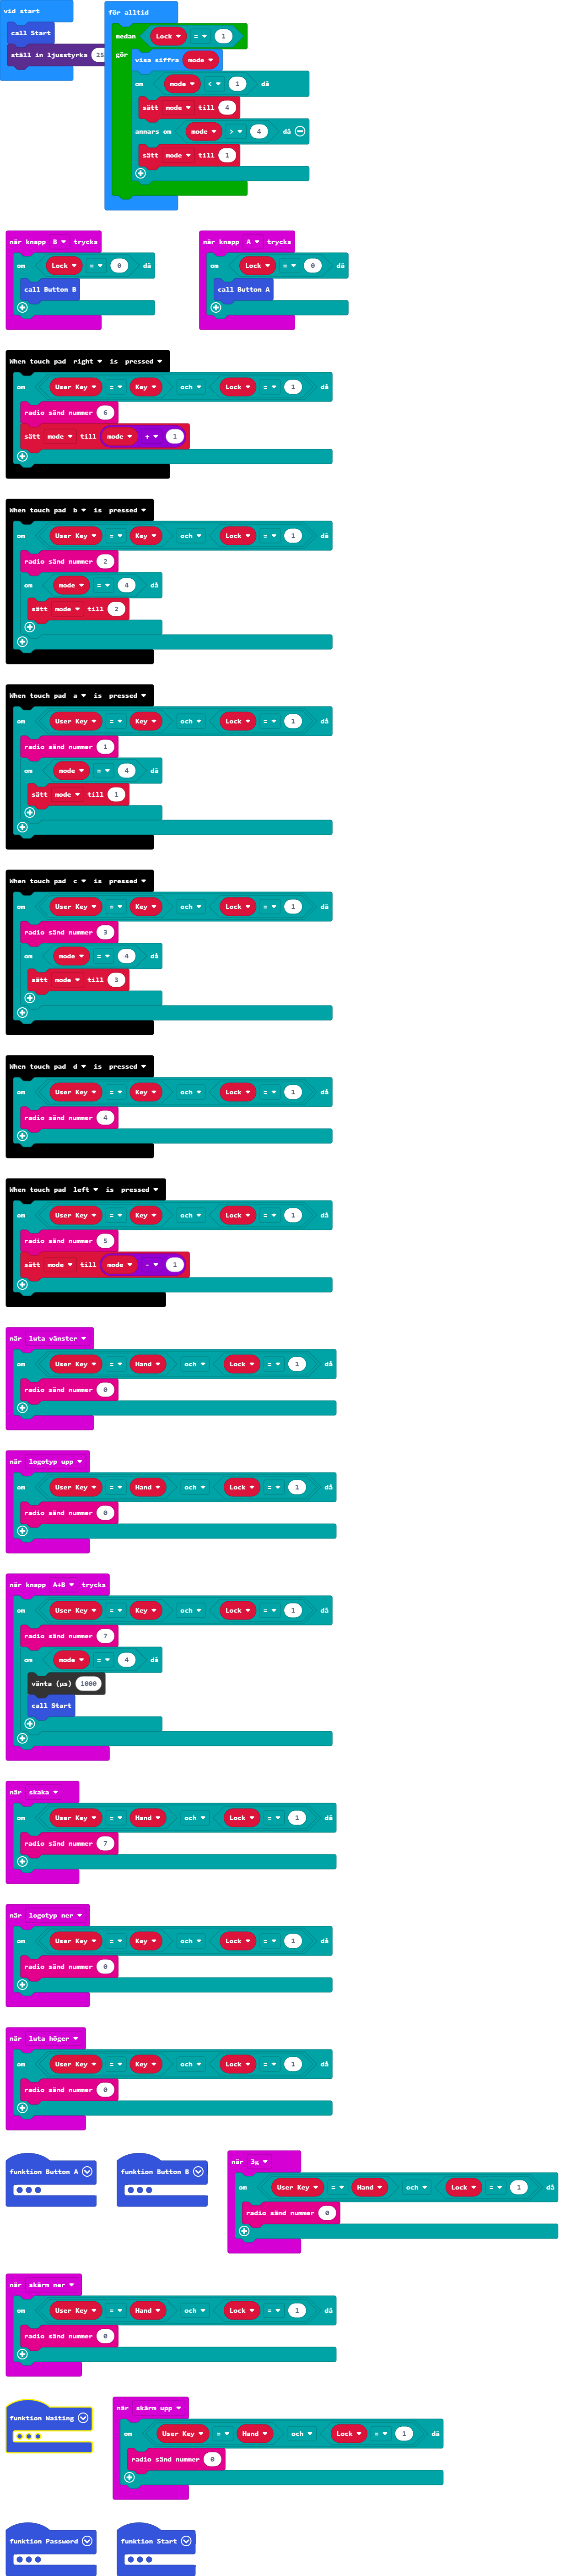 vid start
call Start
ställ in ljusstyrka 25
för alltid
medan Lock = 1
gör visa siffra mode
om mode < 1 då
sätt mode till 4
annars om mode > 4 då
sätt mode till 1
när knapp B trycks
om Lock = 0 då
call Button B
när knapp A trycks
om Lock = 0 då
call Button A
When touch pad right is pressed
om User Key = Key och Lock = 1 då
radio sänd nummer 6
sätt mode till mode + 1
When touch pad b is pressed
om User Key = Key och Lock = 1 då
radio sänd nummer 2
om mode = 4 då
sätt mode till 2
When touch pad a is pressed
om User Key = Key och Lock = 1 då
radio sänd nummer 1
om mode = 4 då
sätt mode till 1
When touch pad c is pressed
om User Key = Key och Lock = 1 då
radio sänd nummer 3
om mode = 4 då
sätt mode till 3
When touch pad d is pressed
om User Key = Key och Lock = 1 då
radio sänd nummer 4
When touch pad left is pressed
om User Key = Key och Lock = 1 då
radio sänd nummer 5
sätt mode till mode - 1
när luta vänster
om User Key = Hand och Lock = 1 då
radio sänd nummer 0
när logotyp upp
om User Key = Hand och Lock = 1 då
radio sänd nummer 0
när knapp A+B trycks
om User Key = Key och Lock = 1 då
radio sänd nummer 7
om mode = 4 då
vänta (µs) 1000
call Start
när skaka
om User Key = Hand och Lock = 1 då
radio sänd nummer 7
när logotyp ner
om User Key = Key och Lock = 1 då
radio sänd nummer 0
när luta höger
om User Key = Key och Lock = 1 då
radio sänd nummer 0
funktion Button A
funktion Button B
när 3g
om User Key = Hand och Lock = 1 då
radio sänd nummer 0
när skärm ner
om User Key = Hand och Lock = 1 då
radio sänd nummer 0
funktion Waiting
när skärm upp
om User Key = Hand och Lock = 1 då
radio sänd nummer 0
funktion Password
funktion Start